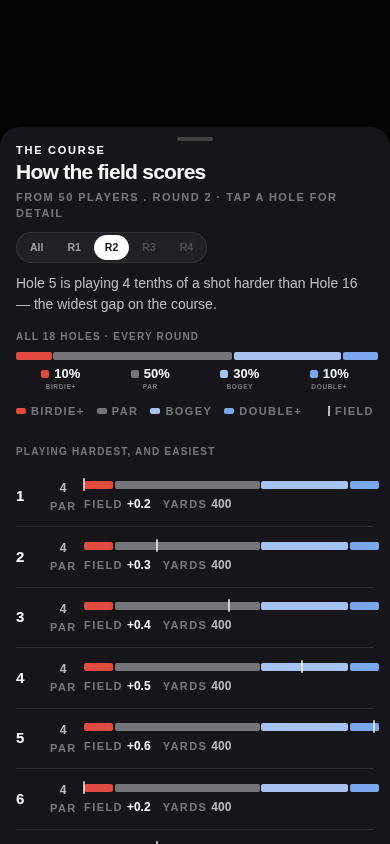 THE COURSE
How the field scores
FROM 50 PLAYERS . ROUND 2 · TAP A HOLE FOR
DETAIL
All R1 R2 R3 R4
Hole 5 is playing 4 tenths of a shot harder than Hole 16
— the widest gap on the course.
ALL 18 HOLES · EVERY ROUND
10% 50% 30% 10%
BIRDIE+ PAR BOGEY DOUBLE+
BIRDIE+ PAR BOGEY DOUBLE+ FIELD
PLAYING HARDEST, AND EASIEST
1 4
PAR FIELD +0.2 YARDS 400
2 4
PAR FIELD +0.3 YARDS 400
3 4
PAR FIELD +0.4 YARDS 400
4 4
PAR FIELD +0.5 YARDS 400
5 4
PAR FIELD +0.6 YARDS 400
6 4
PAR FIELD +0.2 YARDS 400